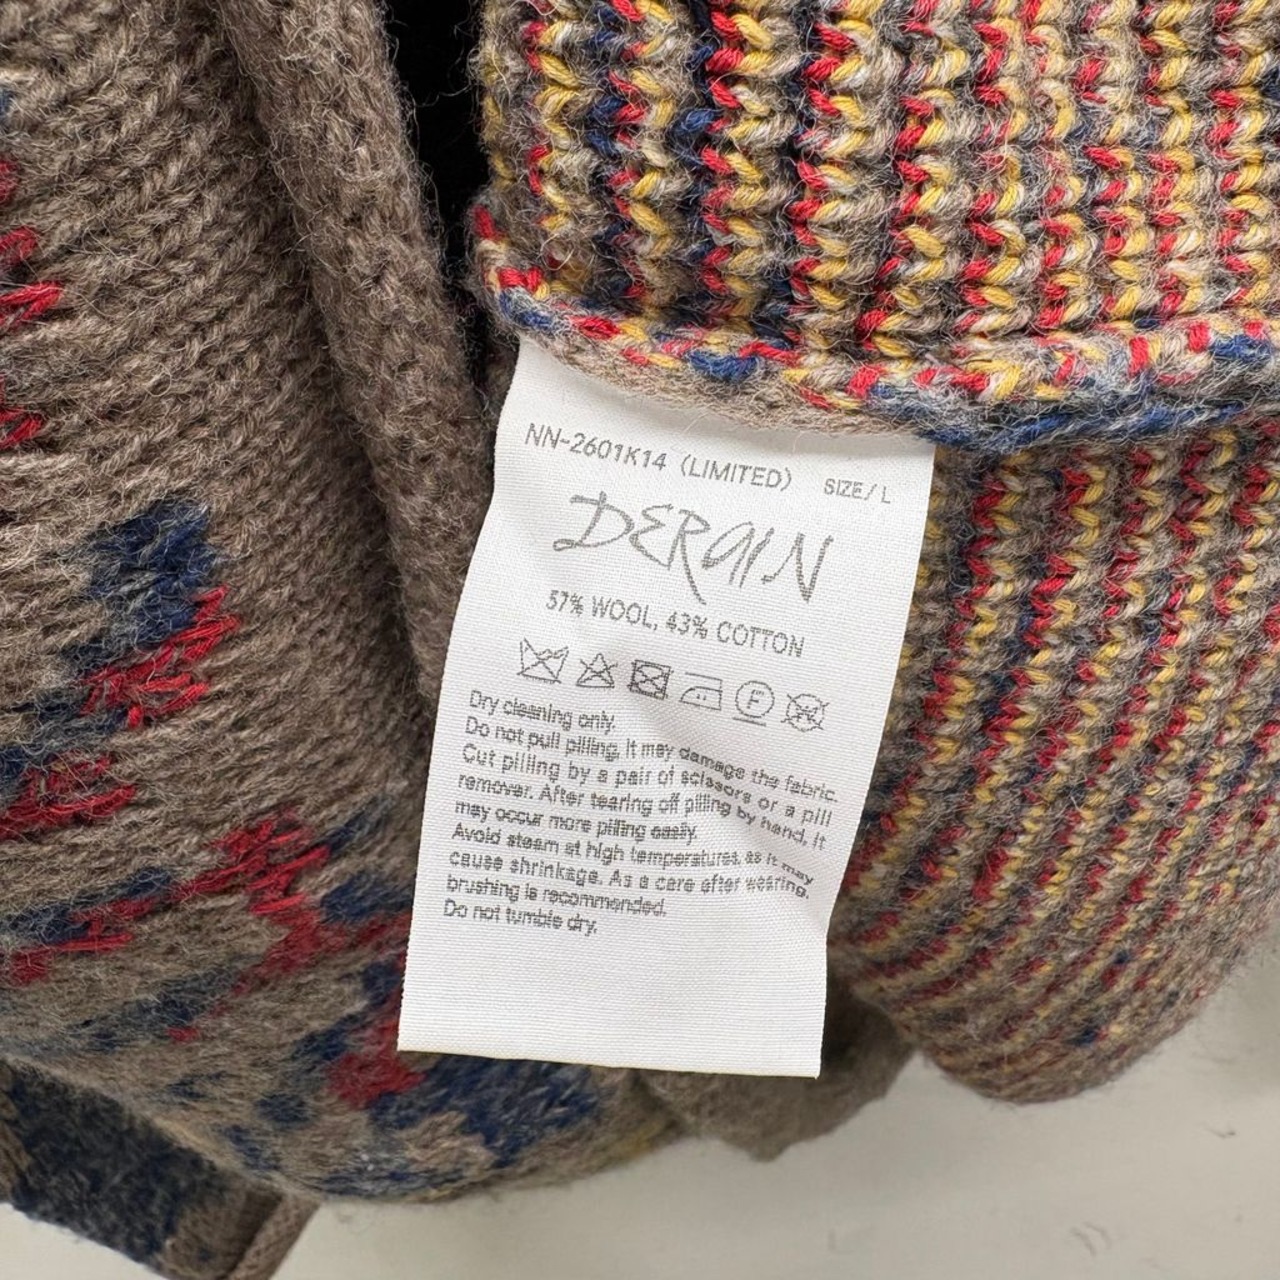 NN-2601K14 (LIMITED) SIZE/L
DERAIN
57% WOOL, 43% COTTON
F
W
Dry cleaning only.
Do not pull pilling, it may damage the fabric.
Cut pilling by a pair of scissors or a pill
remover. After tearing off pilling by hand, it
may occur more pilling easily.
Avoid steam at high temperatures, as it may
cause shrinkage. As a care after wearing,
brushing is recommended.
Do not tumble dry.